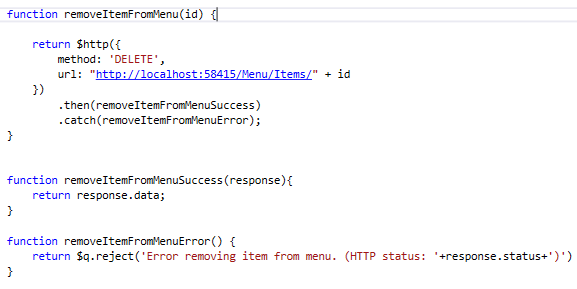 function removeItemFromMenu(id) {
return $http({
method: 'DELETE',
url: "http://localhost:58415/Menu/Items/" + id
})
.then(removeItemFromMenuSuccess)
.catch(removeItemFromMenuError);
}
function removeItemFromMenuSuccess(response){
return response.data;
}
function removeItemFromMenuError() {
return $q.reject('Error removing item from menu. (HTTP status: '+response.status+')')
}